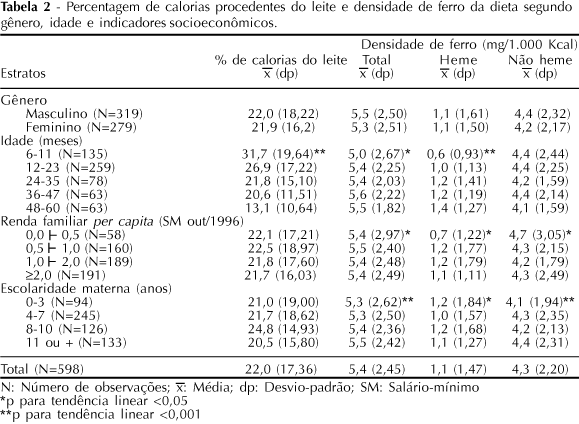 Tabela 2 - Percentagem de calorias procedentes do leite e densidade de ferro da dieta segundo
gênero, idade e indicadores socioeconômicos.
Densidade de ferro (mg/1.000 Kcal)
% de calorias do leite Total Heme Não heme
Estratos x̅ (dp) x̅ (dp) x̅ (dp) x̅ (dp)
Gênero
Masculino (N=319) 22,0 (18,22) 5,5 (2,50) 1,1 (1,61) 4,4 (2,32)
Feminino (N=279) 21,9 (16,2) 5,3 (2,51) 1,1 (1,50) 4,2 (2,17)
Idade (meses)
6-11 (N=135) 31,7 (19,64)** 5,0 (2,67)* 0,6 (0,93)** 4,4 (2,44)
12-23 (N=259) 26,9 (17,22) 5,4 (2,25) 1,0 (1,13) 4,4 (2,25)
24-35 (N=78) 21,8 (15,10) 5,4 (2,03) 1,2 (1,41) 4,2 (1,59)
36-47 (N=63) 20,6 (11,51) 5,6 (2,22) 1,2 (1,19) 4,4 (2,14)
48-60 (N=63) 13,1 (10,64) 5,5 (1,82) 1,4 (1,27) 4,1 (1,59)
Renda familiar per capita (SM out/1996)
0,0 ⊢ 0,5 (N=58) 22,1 (17,21) 5,4 (2,97)* 0,7 (1,22)* 4,7 (3,05)*
0,5 ⊢ 1,0 (N=160) 22,5 (18,97) 5,5 (2,40) 1,2 (1,77) 4,3 (2,15)
1,0 ⊢ 2,0 (N=189) 21,8 (17,60) 5,4 (2,48) 1,2 (1,79) 4,2 (1,79)
≥2,0 (N=191) 21,7 (16,03) 5,4 (2,49) 1,1 (1,11) 4,3 (2,49)
Escolaridade materna (anos)
0-3 (N=94) 21,0 (19,00) 5,3 (2,62)** 1,2 (1,84)* 4,1 (1,94)**
4-7 (N=245) 21,7 (18,62) 5,3 (2,50) 1,0 (1,57) 4,3 (2,35)
8-10 (N=126) 24,8 (14,93) 5,4 (2,36) 1,2 (1,68) 4,2 (2,13)
11 ou + (N=133) 20,5 (15,80) 5,5 (2,42) 1,1 (1,27) 4,4 (2,31)
Total (N=598) 22,0 (17,36) 5,4 (2,45) 1,1 (1,47) 4,3 (2,20)
N: Número de observações; x̅: Média; dp: Desvio-padrão; SM: Salário-mínimo
*p para tendência linear <0,05
**p para tendência linear <0,001